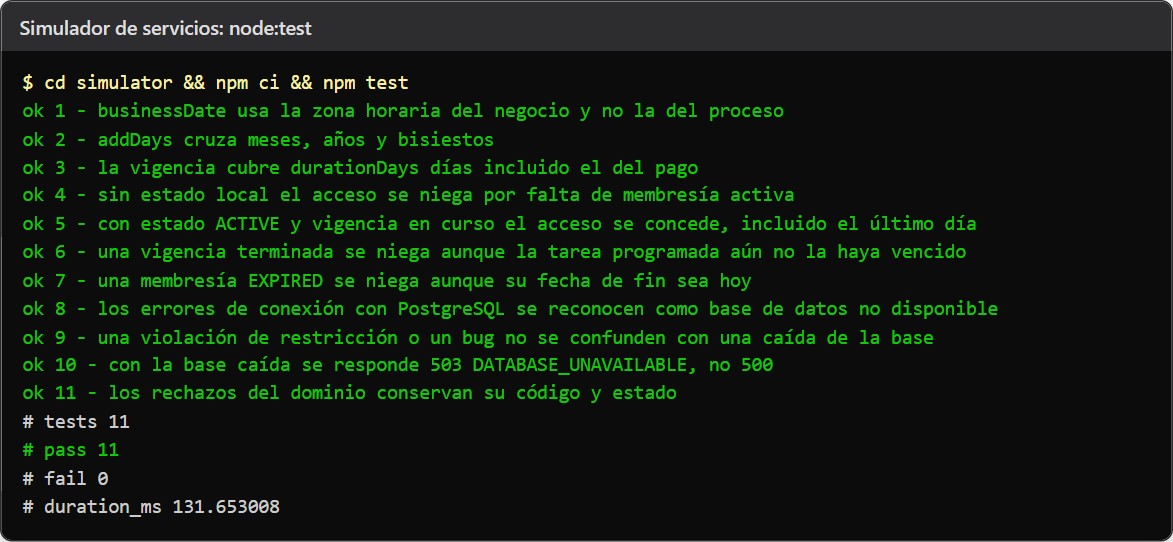 Simulador de servicios: node:test
$ cd simulator && npm ci && npm test
ok 1 - businessDate usa la zona horaria del negocio y no la del proceso
ok 2 - addDays cruza meses, años y bisiestos
ok 3 - la vigencia cubre durationDays días incluido el del pago
ok 4 - sin estado local el acceso se niega por falta de membresía activa
ok 5 - con estado ACTIVE y vigencia en curso el acceso se concede, incluido el último día
ok 6 - una vigencia terminada se niega aunque la tarea programada aún no la haya vencido
ok 7 - una membresía EXPIRED se niega aunque su fecha de fin sea hoy
ok 8 - los errores de conexión con PostgreSQL se reconocen como base de datos no disponible
ok 9 - una violación de restricción o un bug no se confunden con una caída de la base
ok 10 - con la base caída se responde 503 DATABASE_UNAVAILABLE, no 500
ok 11 - los rechazos del dominio conservan su código y estado
# tests 11
# pass 11
# fail 0
# duration_ms 131.653008